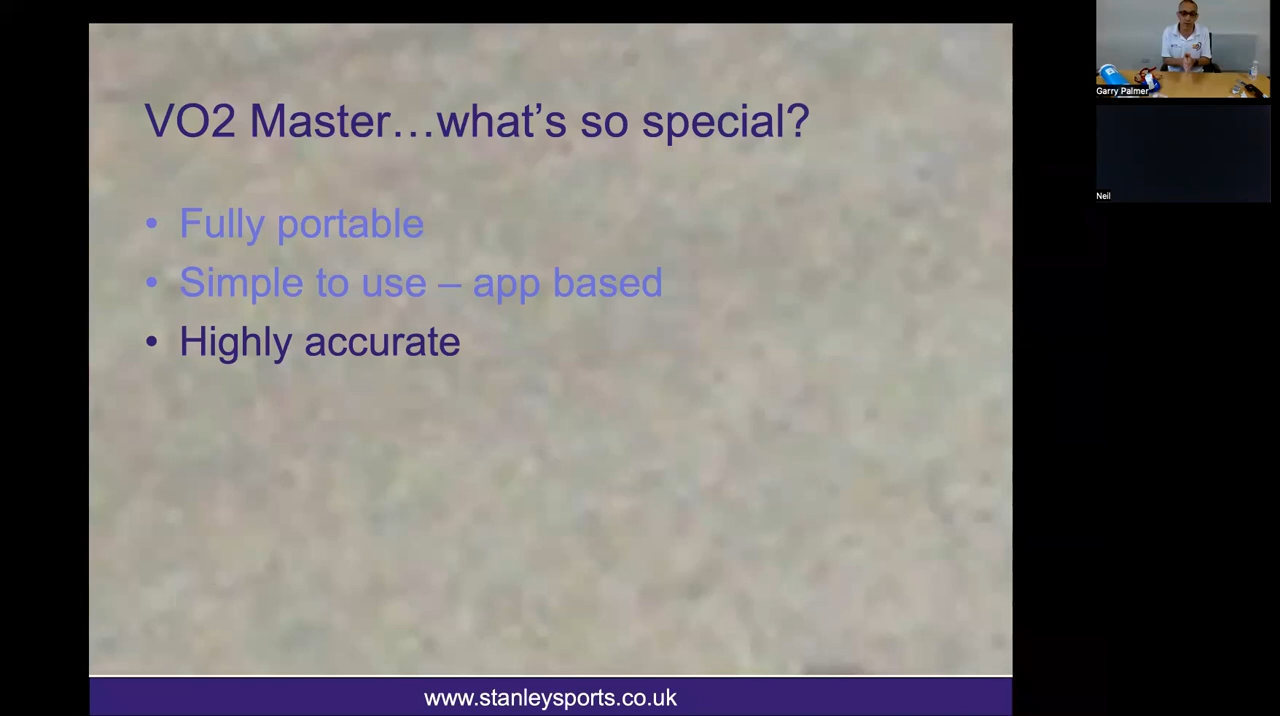 VO2 Master…what’s so special?
• Fully portable
• Simple to use – app based
• Highly accurate
www.stanleysports.co.uk
Garry Palmer
Neil